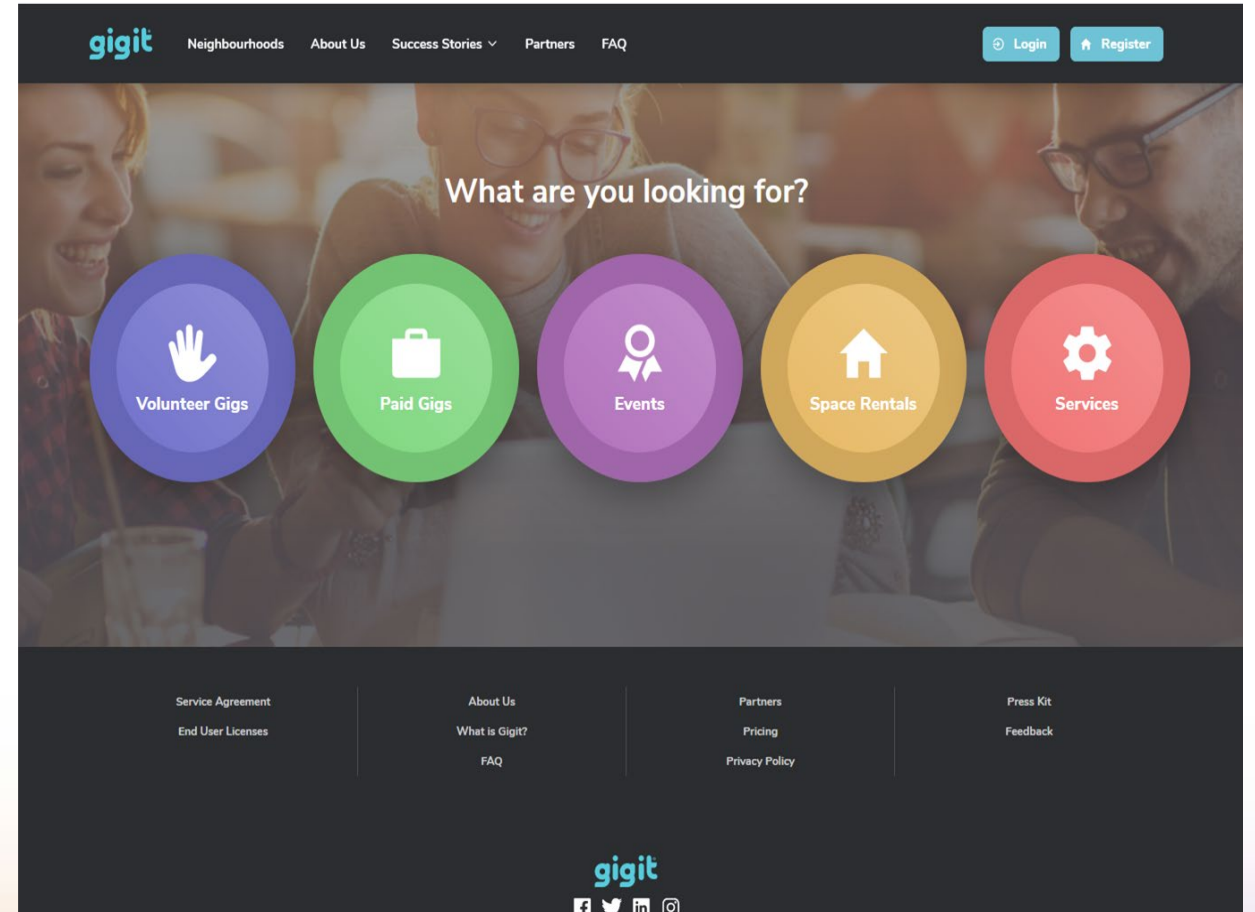 gigit Neighbourhoods About Us Success Stories Partners FAQ Login Register
What are you looking for?
Volunteer Gigs Paid Gigs Events Space Rentals Services
Service Agreement About Us Partners Press Kit
End User Licenses What is Gigit? Pricing Feedback
FAQ Privacy Policy
gigit